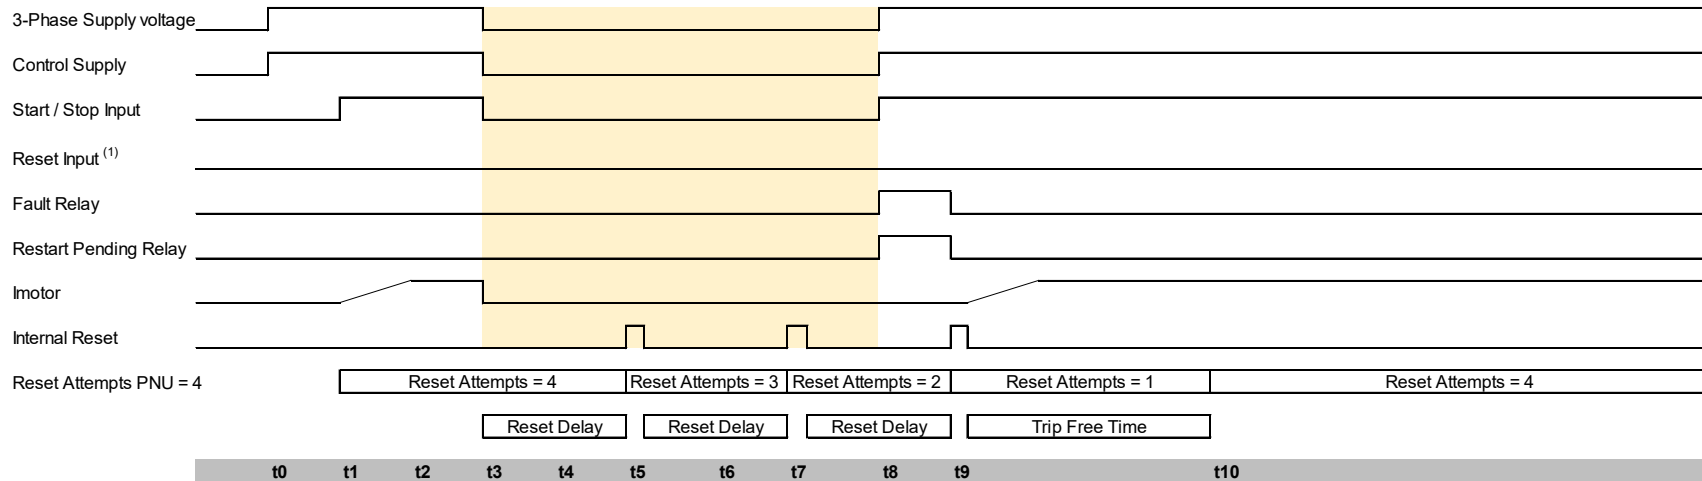 3-Phase Supply voltage
Control Supply
Start / Stop Input
Reset Input (1)
Fault Relay
Restart Pending Relay
Imotor
Internal Reset
Reset Attempts PNU = 4 Reset Attempts = 4 Reset Attempts = 3 Reset Attempts = 2 Reset Attempts = 1 Reset Attempts = 4
Reset Delay Reset Delay Reset Delay Trip Free Time
t0 t1 t2 t3 t4 t5 t6 t7 t8 t9 t10